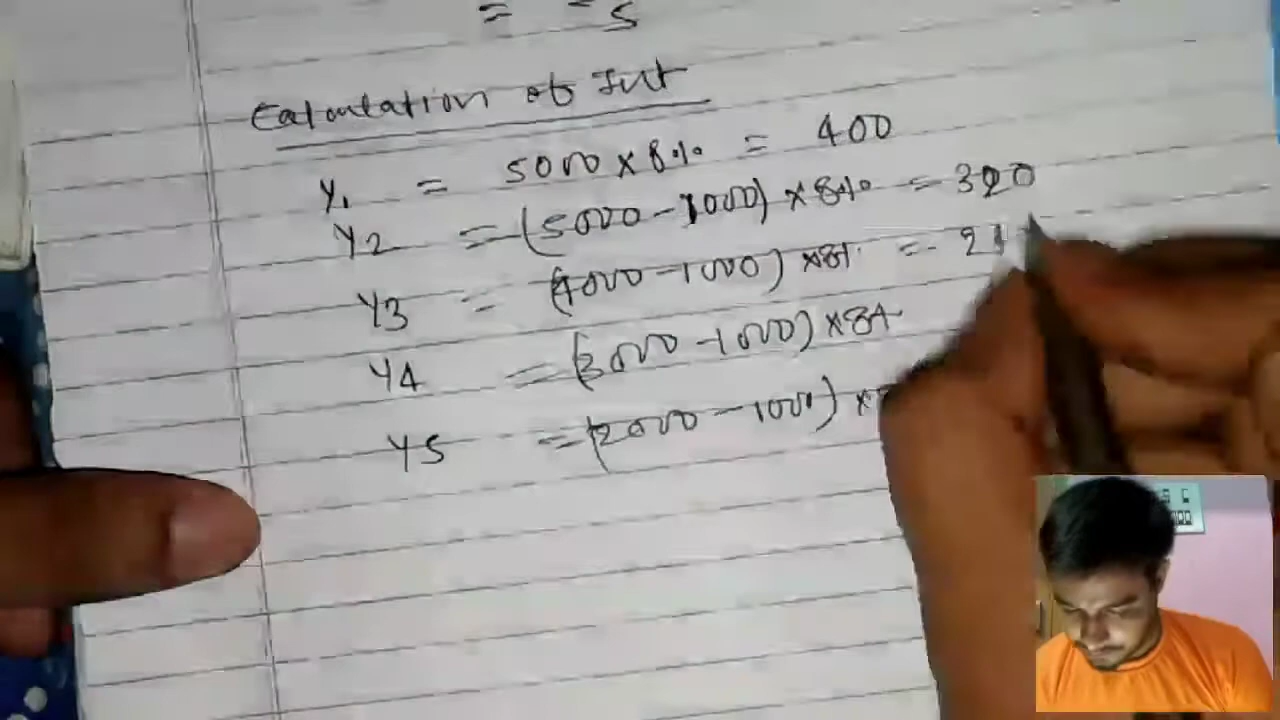 = 5
Calculation of Int
Y1 = 5000 x 8% = 400
Y2 = (5000 - 1000) x 8% = 320
Y3 = (4000 - 1000) x 8% = 2
Y4 = (3000 - 1000) x 8%
Y5 = (2000 - 1000) x